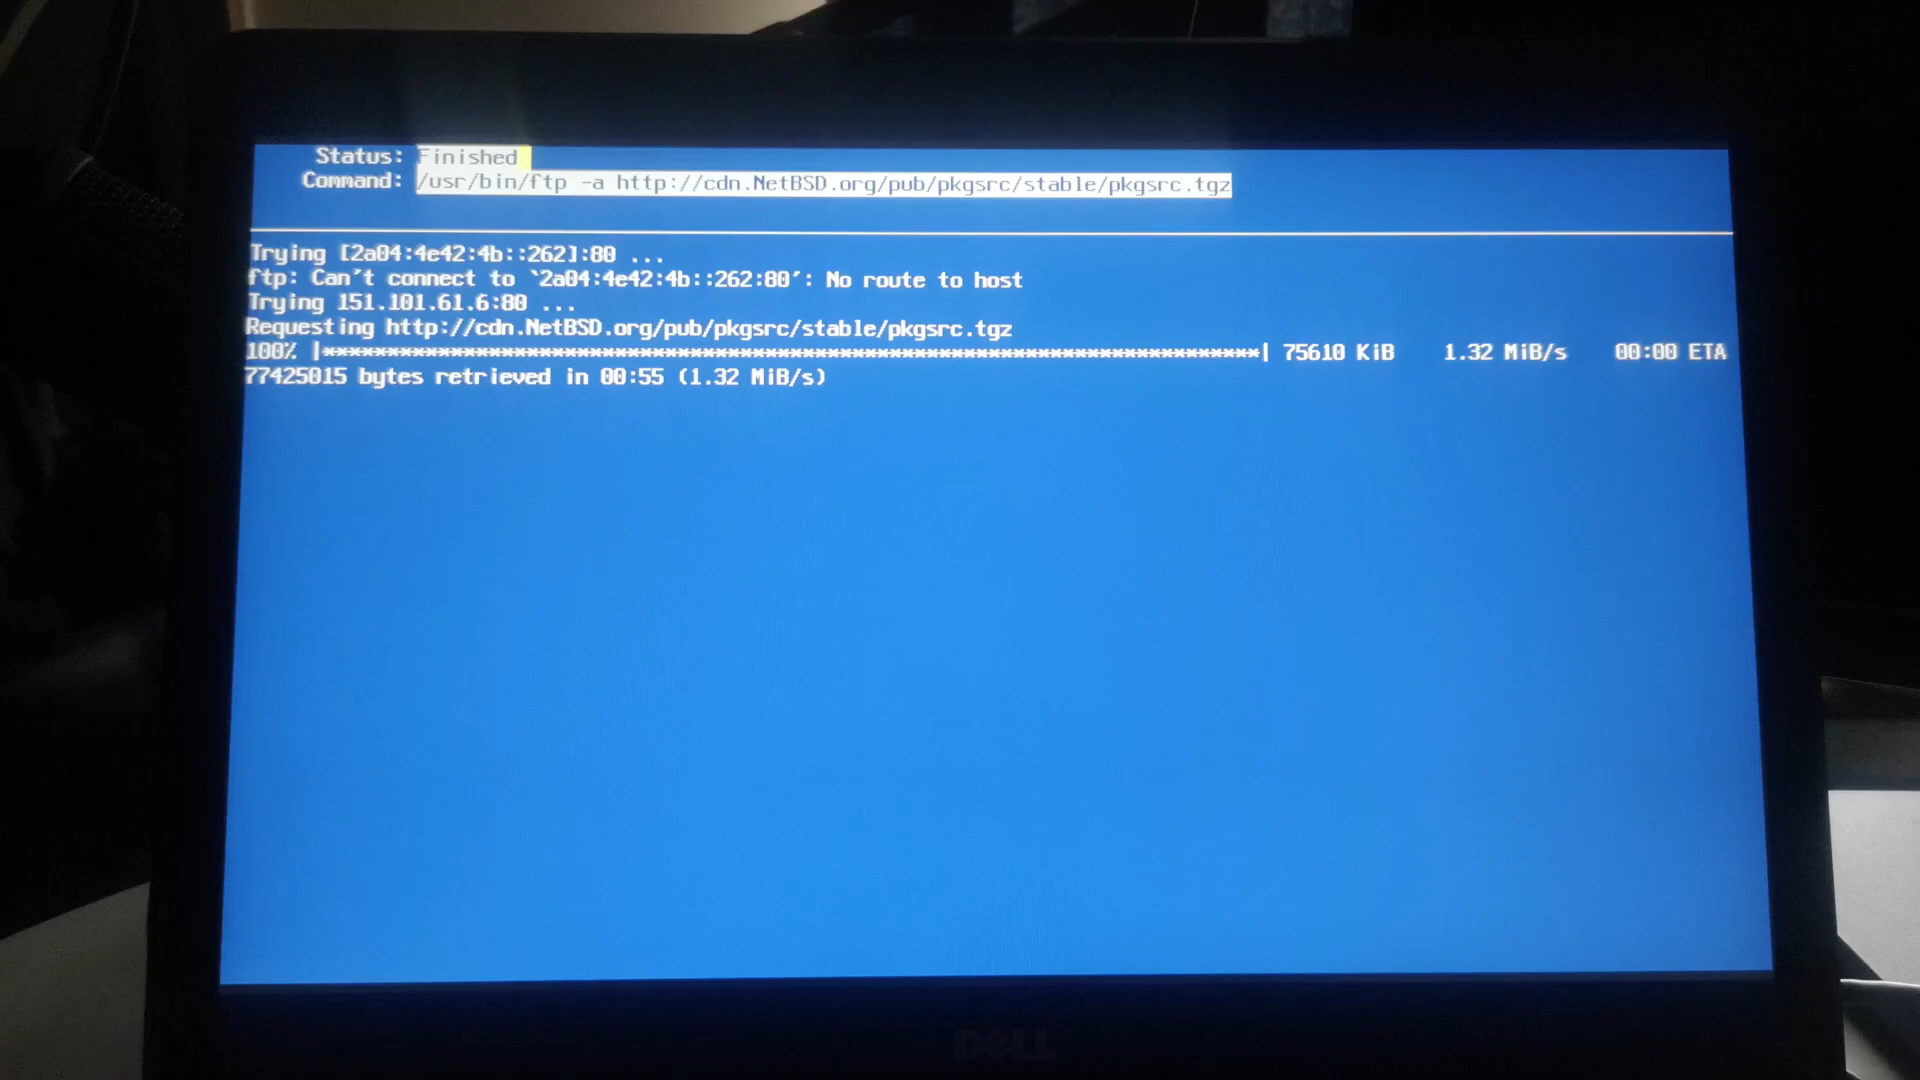 Status: Finished
Command: /usr/bin/ftp -a http://cdn.NetBSD.org/pub/pkgsrc/stable/pkgsrc.tgz
Trying [2a04:4e42:4b::262]:80 ...
ftp: Can't connect to `2a04:4e42:4b::262:80': No route to host
Trying 151.101.61.6:80 ...
Requesting http://cdn.NetBSD.org/pub/pkgsrc/stable/pkgsrc.tgz
100% |*************************************************************************| 75610 KiB 1.32 MiB/s 00:00 ETA
77425015 bytes retrieved in 00:55 (1.32 MiB/s)
DELL